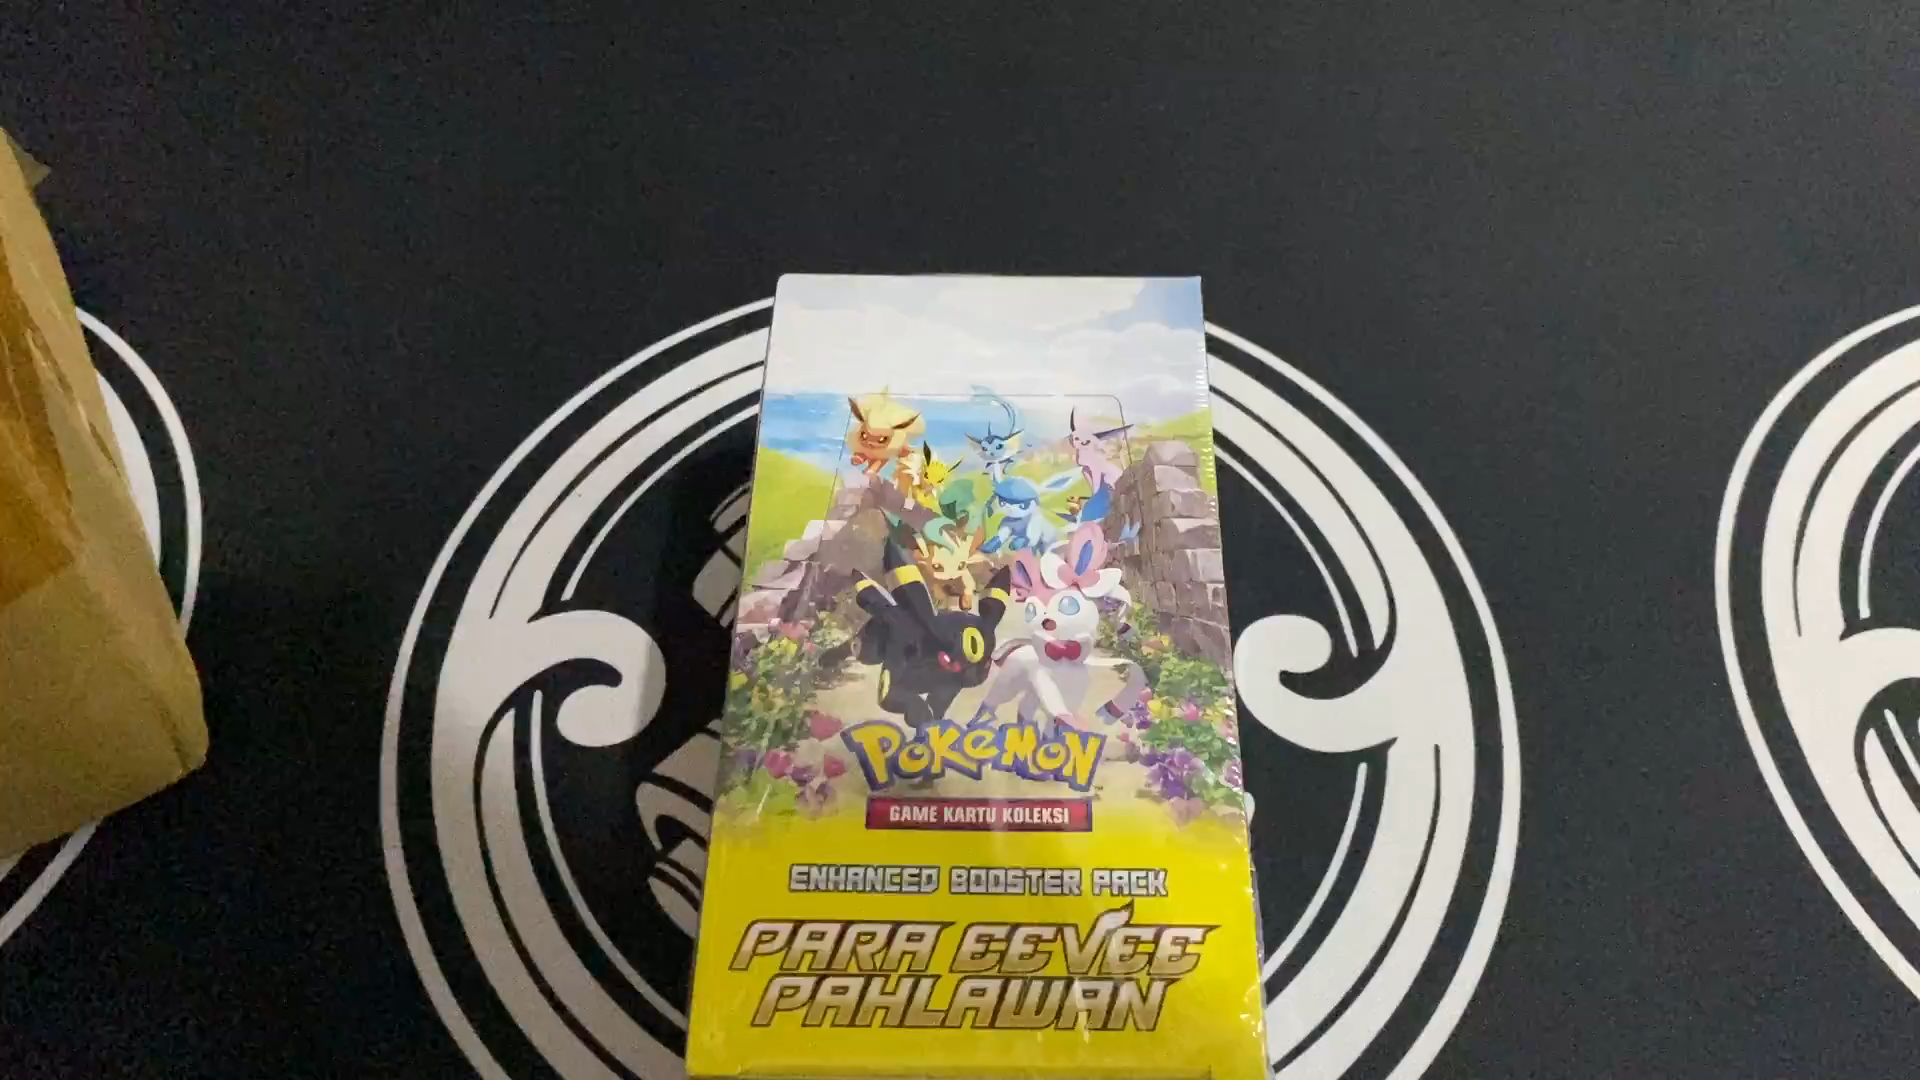 POKÉMON
GAME KARTU KOLEKSI
ENHANCED BOOSTER PACK
PARA EEVEE
PAHLAWAN